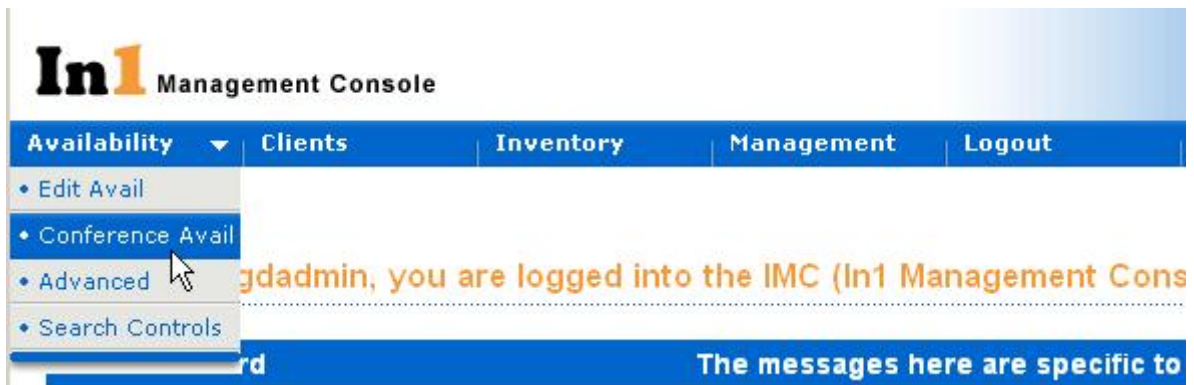 In1 Management Console
Availability Clients Inventory Management Logout
• Edit Avail
• Conference Avail
• Advanced
• Search Controls
gdadmin, you are logged into the IMC (In1 Management Cons
rd The messages here are specific to